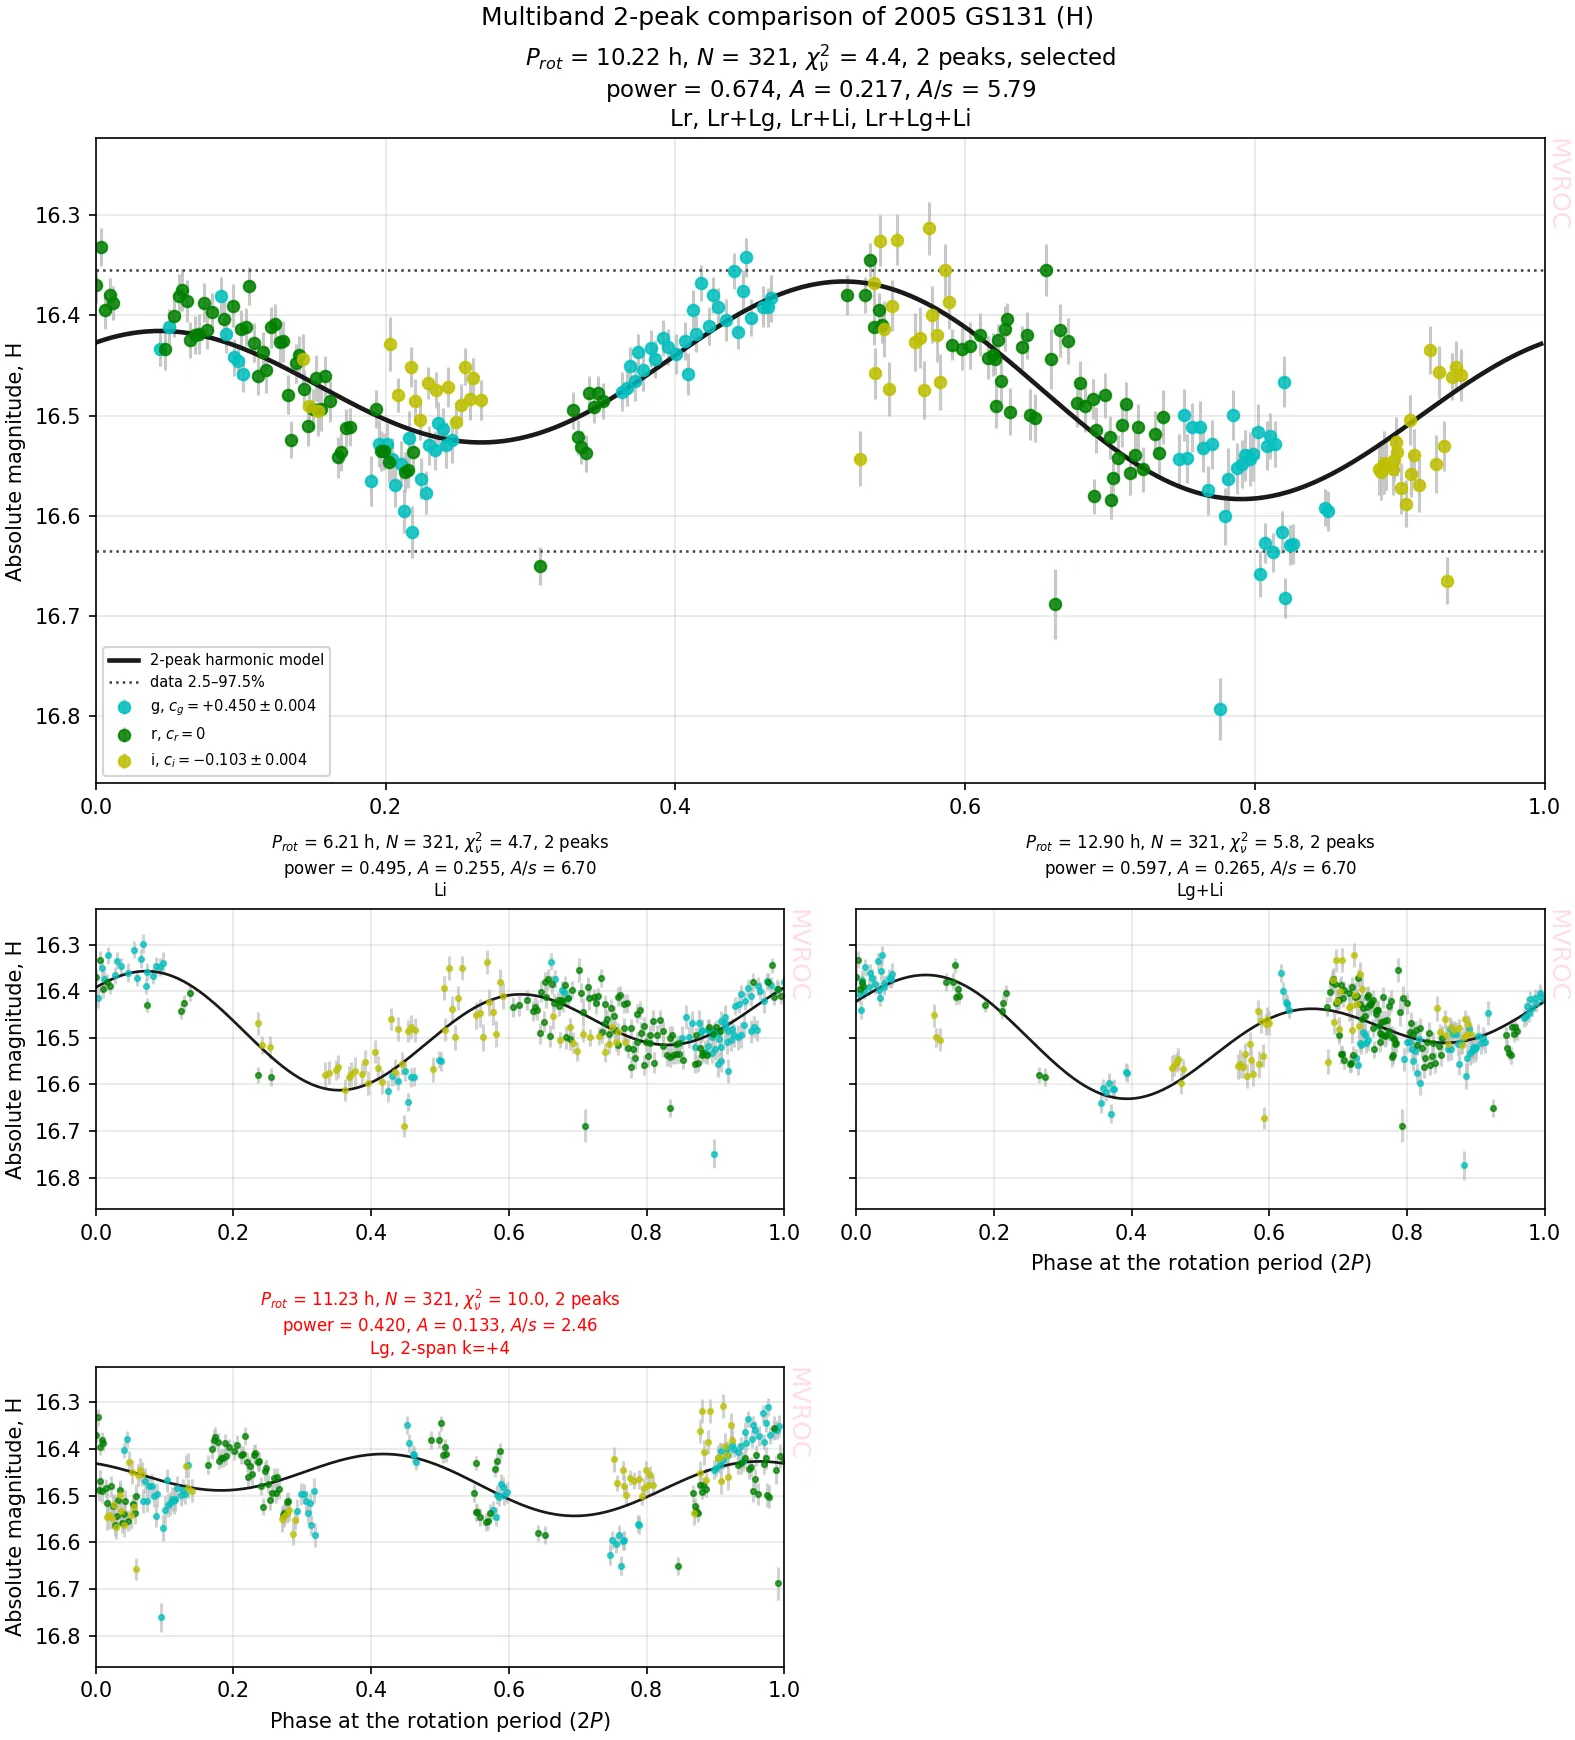 Multiband 2-peak comparison of 2005 GS131 (H)
P_rot = 10.22 h, N = 321, χ²_ν = 4.4, 2 peaks, selected
power = 0.674, A = 0.217, A/s = 5.79
Lr, Lr+Lg, Lr+Li, Lr+Lg+Li
MVROC
Absolute magnitude, H
16.3
16.4
16.5
16.6
16.7
16.8
2-peak harmonic model
data 2.5–97.5%
g, c_g = +0.450 ± 0.004
r, c_r = 0
i, c_i = −0.103 ± 0.004
0.0 0.2 0.4 0.6 0.8 1.0
P_rot = 6.21 h, N = 321, χ²_ν = 4.7, 2 peaks
power = 0.495, A = 0.255, A/s = 6.70
Li
MVROC
Absolute magnitude, H
16.3
16.4
16.5
16.6
16.7
16.8
0.0 0.2 0.4 0.6 0.8 1.0
P_rot = 12.90 h, N = 321, χ²_ν = 5.8, 2 peaks
power = 0.597, A = 0.265, A/s = 6.70
Lg+Li
MVROC
0.0 0.2 0.4 0.6 0.8 1.0
Phase at the rotation period (2P)
P_rot = 11.23 h, N = 321, χ²_ν = 10.0, 2 peaks
power = 0.420, A = 0.133, A/s = 2.46
Lg, 2-span k=+4
MVROC
Absolute magnitude, H
16.3
16.4
16.5
16.6
16.7
16.8
0.0 0.2 0.4 0.6 0.8 1.0
Phase at the rotation period (2P)